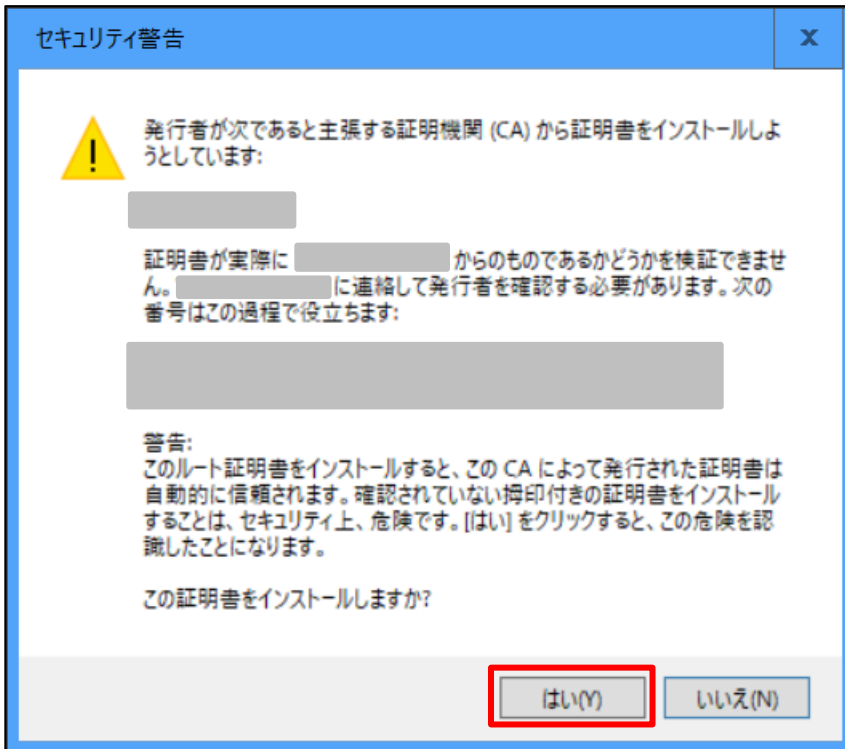 セキュリティ警告
x
発行者が次であると主張する証明機関 (CA) から証明書をインストールしよ
うとしています:
証明書が実際に からのものであるかどうかを検証できませ
ん。 に連絡して発行者を確認する必要があります。次の
番号はこの過程で役立ちます:
警告:
このルート証明書をインストールすると、この CA によって発行された証明書は
自動的に信頼されます。確認されていない拇印付きの証明書をインストール
することは、セキュリティ上、危険です。[はい] をクリックすると、この危険を認
識したことになります。
この証明書をインストールしますか?
はい(Y)
いいえ(N)